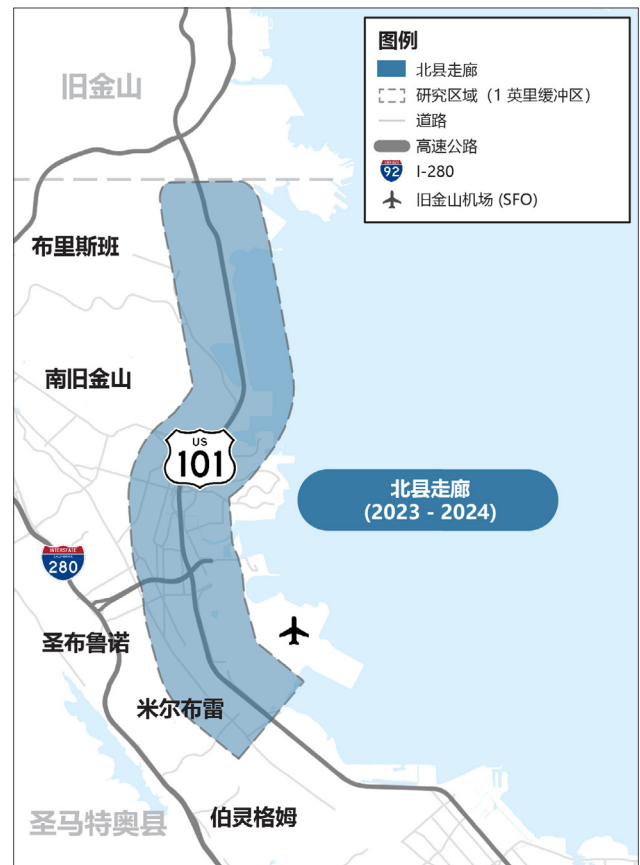 图例
北县走廊
研究区域（1 英里缓冲区）
道路
高速公路
92
I-280
旧金山机场 (SFO)
旧金山
布里斯班
南旧金山
US
101
北县走廊
(2023 - 2024)
INTERSTATE
CALIFORNIA
280
圣布鲁诺
米尔布雷
伯灵格姆
圣马特奥县